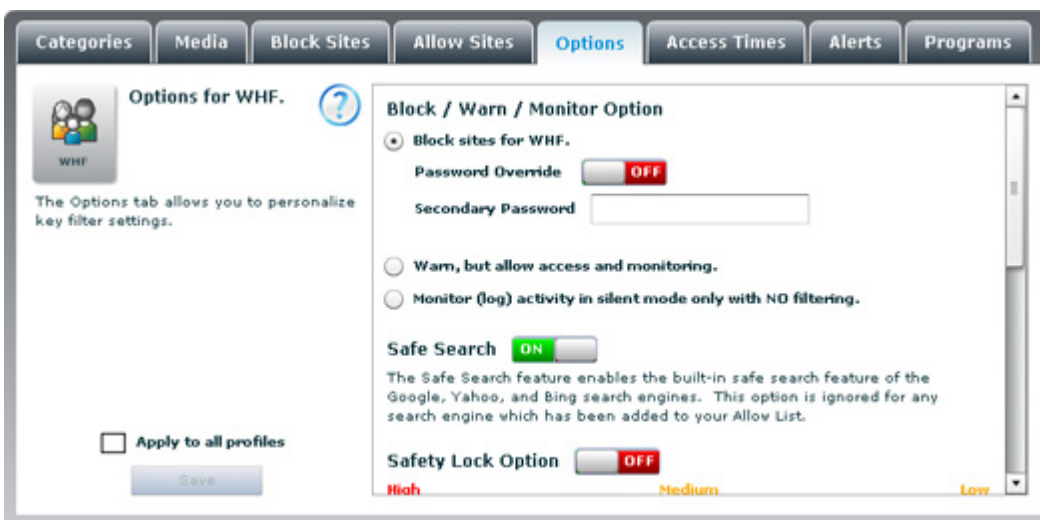 Categories
Media
Block Sites
Allow Sites
Options
Access Times
Alerts
Programs
WHF
Options for WHF.
?
The Options tab allows you to personalize
key filter settings.
Apply to all profiles
Save
Block / Warn / Monitor Option
Block sites for WHF.
Password Override OFF
Secondary Password
Warn, but allow access and monitoring.
Monitor (log) activity in silent mode only with NO filtering.
Safe Search ON
The Safe Search feature enables the built-in safe search feature of the
Google, Yahoo, and Bing search engines. This option is ignored for any
search engine which has been added to your Allow List.
Safety Lock Option OFF
High Medium Low